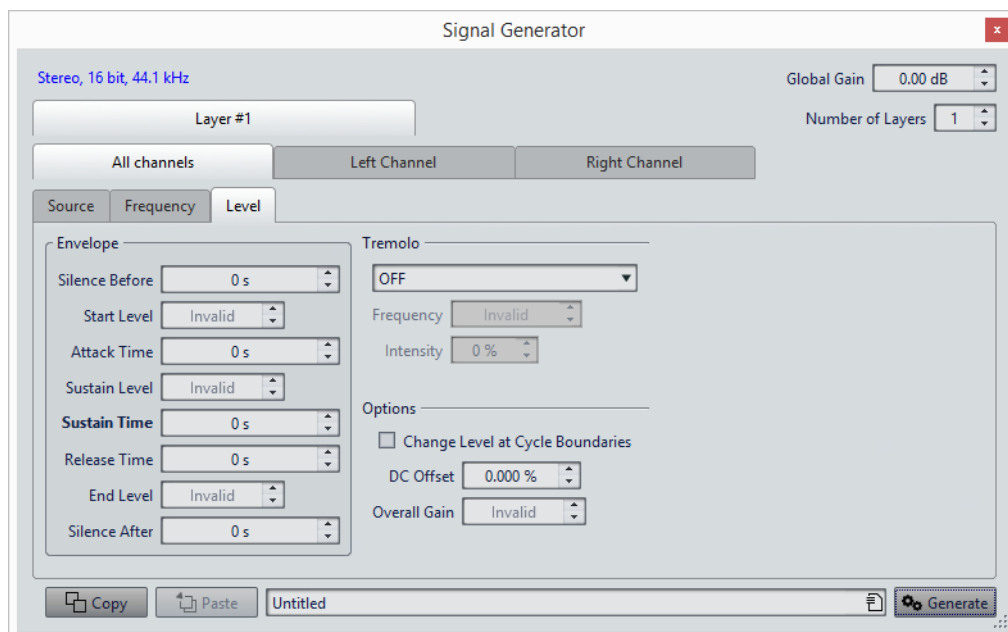 Signal Generator
x
Stereo, 16 bit, 44.1 kHz
Global Gain 0.00 dB
Layer #1
Number of Layers 1
All channels Left Channel Right Channel
Source Frequency Level
Envelope
Silence Before 0 s
Start Level Invalid
Attack Time 0 s
Sustain Level Invalid
Sustain Time 0 s
Release Time 0 s
End Level Invalid
Silence After 0 s
Tremolo
OFF
Frequency Invalid
Intensity 0 %
Options
Change Level at Cycle Boundaries
DC Offset 0.000 %
Overall Gain Invalid
Copy Paste Untitled Generate